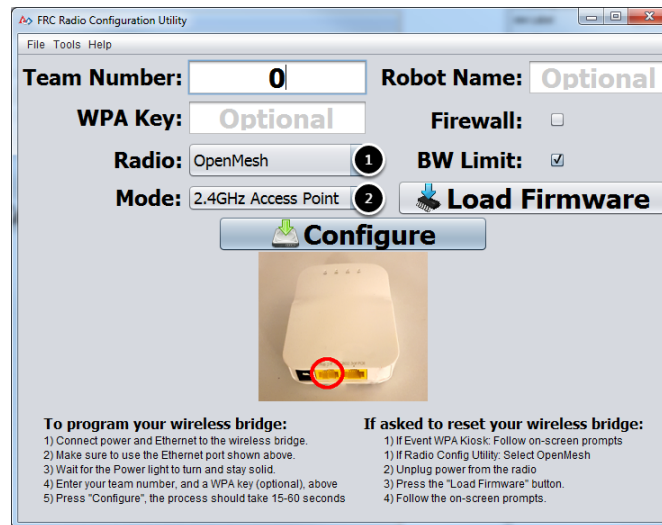 FRC Radio Configuration Utility
File Tools Help
Team Number: 0 Robot Name: Optional
WPA Key: Optional Firewall:
Radio: OpenMesh 1 BW Limit:
Mode: 2.4GHz Access Point 2 Load Firmware
Configure
To program your wireless bridge:
1) Connect power and Ethernet to the wireless bridge.
2) Make sure to use the Ethernet port shown above.
3) Wait for the Power light to turn and stay solid.
4) Enter your team number, and a WPA key (optional), above
5) Press "Configure", the process should take 15-60 seconds
If asked to reset your wireless bridge:
1) If Event WPA Kiosk: Follow on-screen prompts
1) If Radio Config Utility: Select OpenMesh
2) Unplug power from the radio
3) Press the "Load Firmware" button.
4) Follow the on-screen prompts.